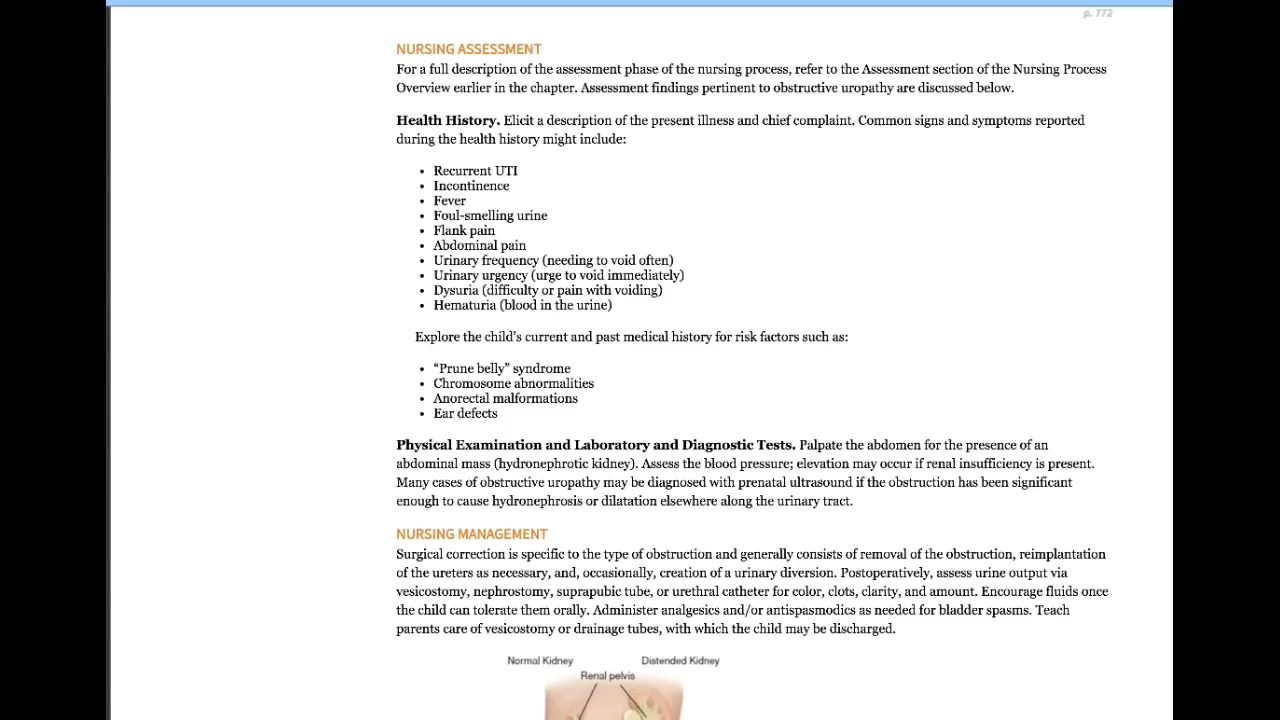 p. 772
NURSING ASSESSMENT
For a full description of the assessment phase of the nursing process, refer to the Assessment section of the Nursing Process
Overview earlier in the chapter. Assessment findings pertinent to obstructive uropathy are discussed below.
Health History. Elicit a description of the present illness and chief complaint. Common signs and symptoms reported
during the health history might include:
• Recurrent UTI
• Incontinence
• Fever
• Foul-smelling urine
• Flank pain
• Abdominal pain
• Urinary frequency (needing to void often)
• Urinary urgency (urge to void immediately)
• Dysuria (difficulty or pain with voiding)
• Hematuria (blood in the urine)
Explore the child's current and past medical history for risk factors such as:
• “Prune belly” syndrome
• Chromosome abnormalities
• Anorectal malformations
• Ear defects
Physical Examination and Laboratory and Diagnostic Tests. Palpate the abdomen for the presence of an
abdominal mass (hydronephrotic kidney). Assess the blood pressure; elevation may occur if renal insufficiency is present.
Many cases of obstructive uropathy may be diagnosed with prenatal ultrasound if the obstruction has been significant
enough to cause hydronephrosis or dilatation elsewhere along the urinary tract.
NURSING MANAGEMENT
Surgical correction is specific to the type of obstruction and generally consists of removal of the obstruction, reimplantation
of the ureters as necessary, and, occasionally, creation of a urinary diversion. Postoperatively, assess urine output via
vesicostomy, nephrostomy, suprapubic tube, or urethral catheter for color, clots, clarity, and amount. Encourage fluids once
the child can tolerate them orally. Administer analgesics and/or antispasmodics as needed for bladder spasms. Teach
parents care of vesicostomy or drainage tubes, with which the child may be discharged.
Normal Kidney Distended Kidney
Renal pelvis